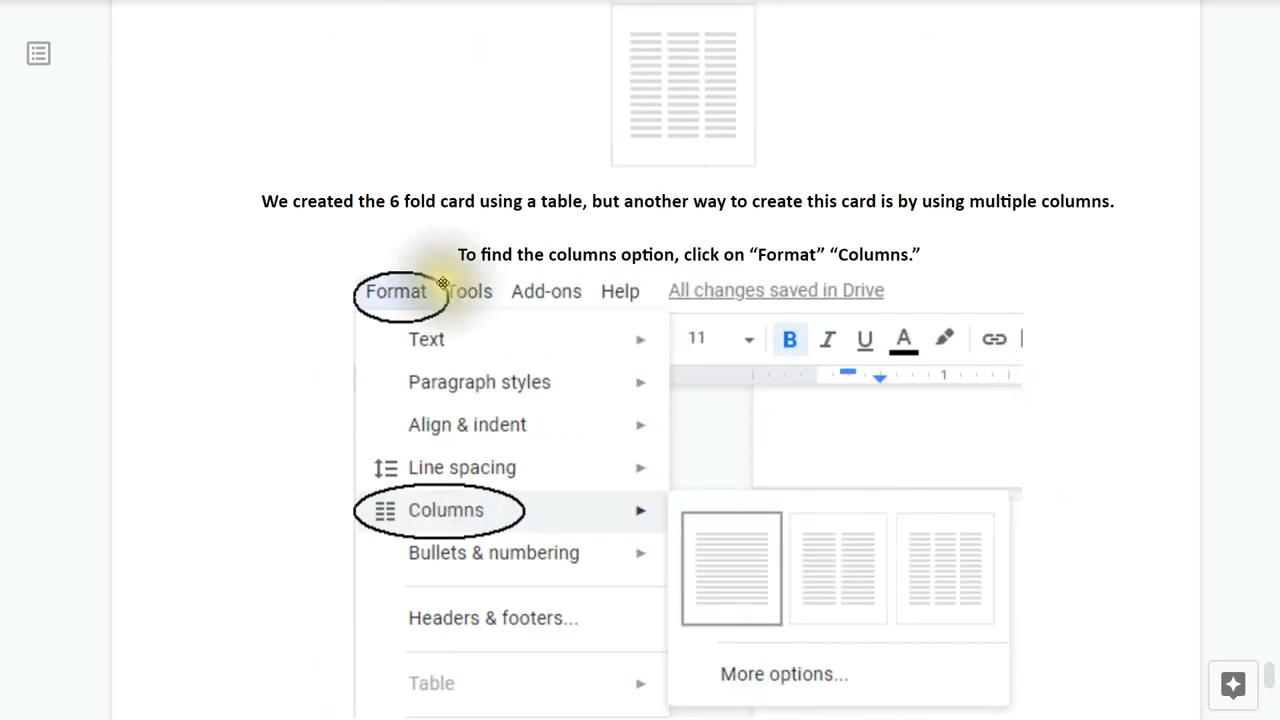 We created the 6 fold card using a table, but another way to create this card is by using multiple columns.
To find the columns option, click on “Format” “Columns.”
Format Tools Add-ons Help All changes saved in Drive
Text
11 B I U A
1
Paragraph styles
Align & indent
Line spacing
Columns
Bullets & numbering
Headers & footers...
More options...
Table